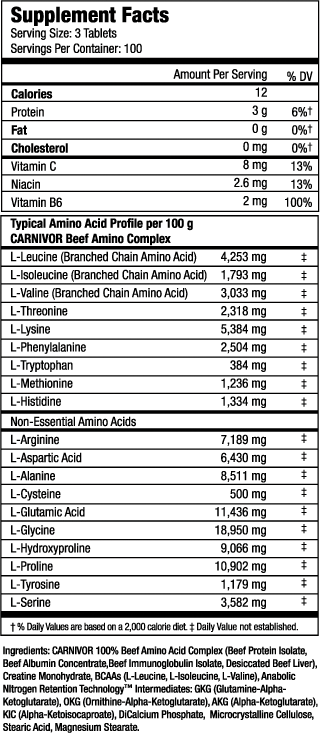 Supplement Facts
Serving Size: 3 Tablets
Servings Per Container: 100
Amount Per Serving % DV
Calories 12
Protein 3 g 6%†
Fat 0 g 0%†
Cholesterol 0 mg 0%†
Vitamin C 8 mg 13%
Niacin 2.6 mg 13%
Vitamin B6 2 mg 100%
Typical Amino Acid Profile per 100 g
CARNIVOR Beef Amino Complex
L-Leucine (Branched Chain Amino Acid) 4,253 mg ‡
L-Isoleucine (Branched Chain Amino Acid) 1,793 mg ‡
L-Valine (Branched Chain Amino Acid) 3,033 mg ‡
L-Threonine 2,318 mg ‡
L-Lysine 5,384 mg ‡
L-Phenylalanine 2,504 mg ‡
L-Tryptophan 384 mg ‡
L-Methionine 1,236 mg ‡
L-Histidine 1,334 mg ‡
Non-Essential Amino Acids
L-Arginine 7,189 mg ‡
L-Aspartic Acid 6,430 mg ‡
L-Alanine 8,511 mg ‡
L-Cysteine 500 mg ‡
L-Glutamic Acid 11,436 mg ‡
L-Glycine 18,950 mg ‡
L-Hydroxyproline 9,066 mg ‡
L-Proline 10,902 mg ‡
L-Tyrosine 1,179 mg ‡
L-Serine 3,582 mg ‡
† % Daily Values are based on a 2,000 calorie diet. ‡ Daily Value not established.
Ingredients: CARNIVOR 100% Beef Amino Acid Complex (Beef Protein Isolate,
Beef Albumin Concentrate,Beef Immunoglobulin Isolate, Desiccated Beef Liver),
Creatine Monohydrate, BCAAs (L-Leucine, L-Isoleucine, L-Valine), Anabolic
Nitrogen Retention Technology™ Intermediates: GKG (Glutamine-Alpha-
Ketoglutarate), OKG (Ornithine-Alpha-Ketoglutarate), AKG (Alpha-Ketoglutarate),
KIC (Alpha-Ketoisocaproate), DiCalcium Phosphate, Microcrystalline Cellulose,
Stearic Acid, Magnesium Stearate.